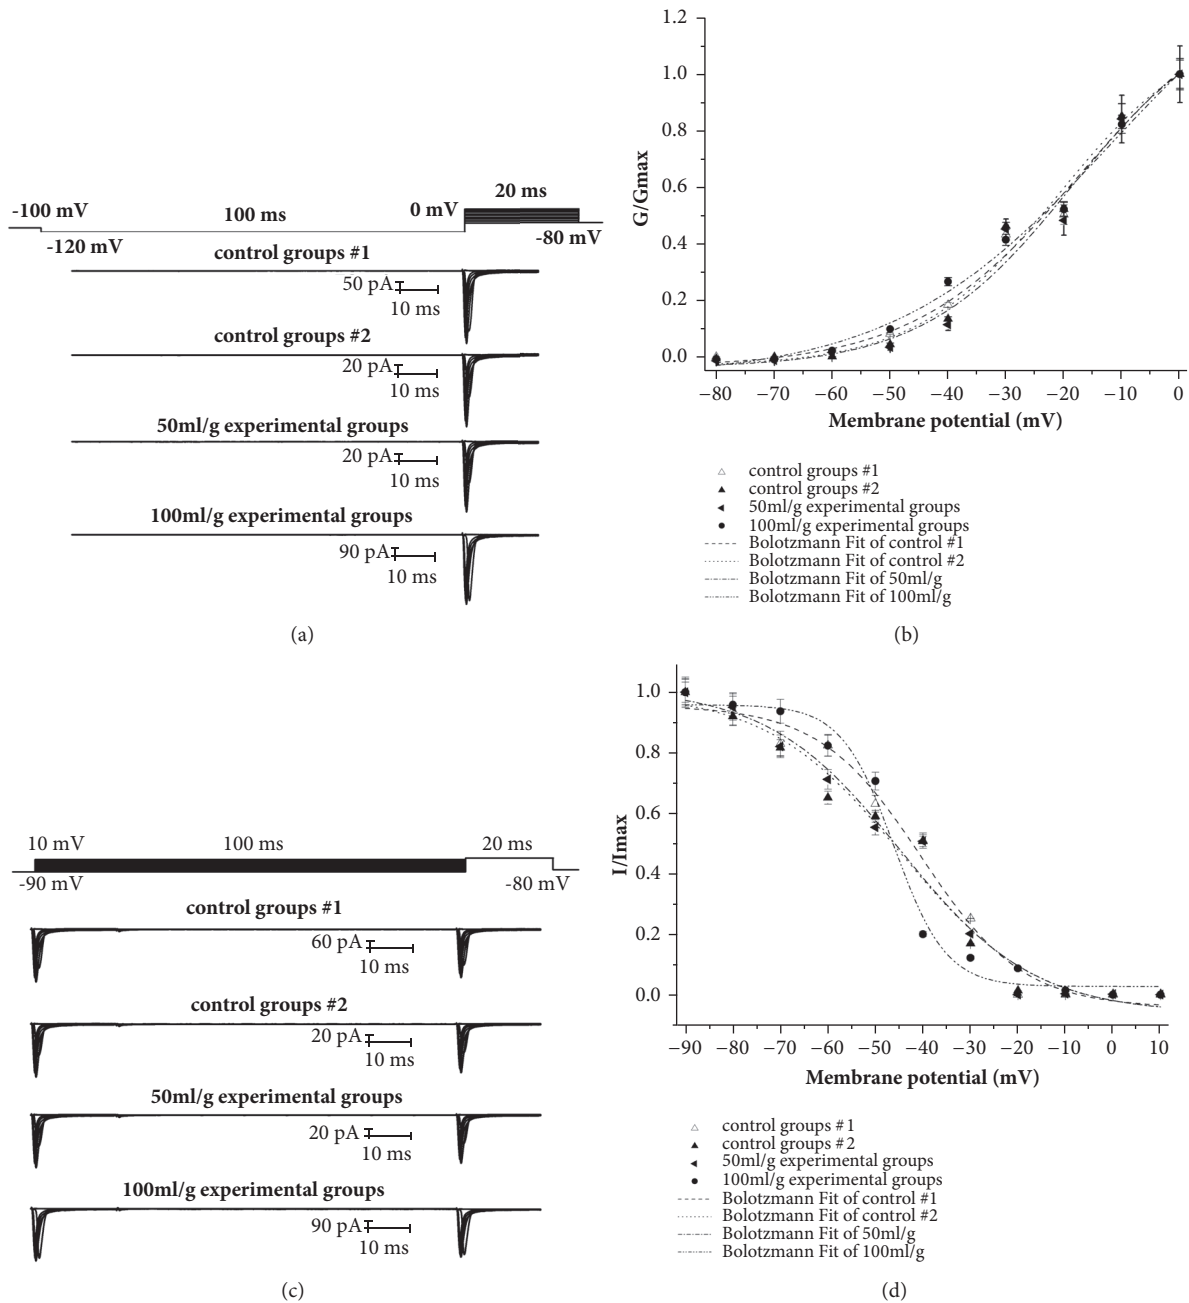 -100 mV
100 ms
0 mV
20 ms
-120 mV
-80 mV
control groups #1
50 pA
10 ms
control groups #2
20 pA
10 ms
50ml/g experimental groups
20 pA
10 ms
100ml/g experimental groups
90 pA
10 ms
(a)
1.2
1.0
0.8
0.6
0.4
0.2
0.0
G/Gmax
−80 −70 −60 −50 −40 −30 −20 −10 0
Membrane potential (mV)
control groups #1
control groups #2
50ml/g experimental groups
100ml/g experimental groups
Bolotzmann Fit of control #1
Bolotzmann Fit of control #2
Bolotzmann Fit of 50ml/g
Bolotzmann Fit of 100ml/g
(b)
10 mV
100 ms
20 ms
-90 mV
-80 mV
control groups #1
60 pA
10 ms
control groups #2
20 pA
10 ms
50ml/g experimental groups
20 pA
10 ms
100ml/g experimental groups
90 pA
10 ms
(c)
1.0
0.8
0.6
0.4
0.2
0.0
I/Imax
−90 −80 −70 −60 −50 −40 −30 −20 −10 0 10
Membrane potential (mV)
control groups #1
control groups #2
50ml/g experimental groups
100ml/g experimental groups
Bolotzmann Fit of control #1
Bolotzmann Fit of control #2
Bolotzmann Fit of 50ml/g
Bolotzmann Fit of 100ml/g
(d)